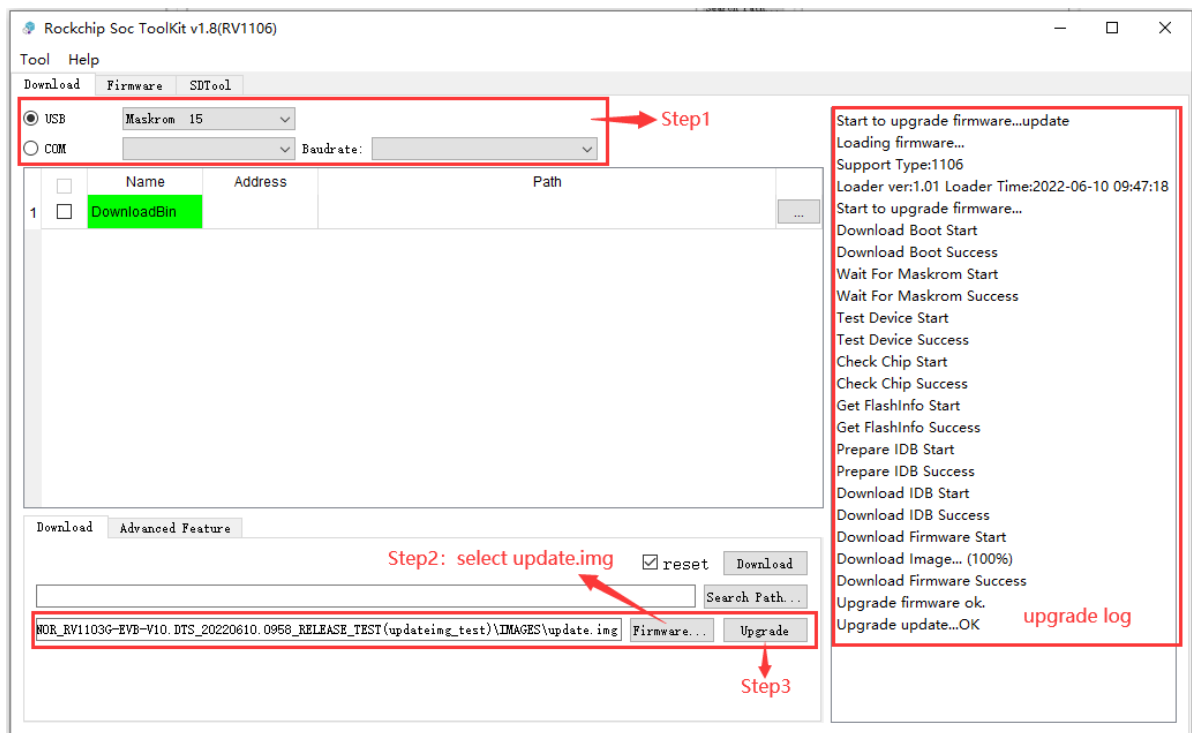 Rockchip Soc ToolKit v1.8(RV1106)
Tool Help
Download Firmware SDTool
USB Maskrom 15
Step1
COM Baudrate:
Name Address Path
1 DownloadBin ...
Start to upgrade firmware...update
Loading firmware...
Support Type:1106
Loader ver:1.01 Loader Time:2022-06-10 09:47:18
Start to upgrade firmware...
Download Boot Start
Download Boot Success
Wait For Maskrom Start
Wait For Maskrom Success
Test Device Start
Test Device Success
Check Chip Start
Check Chip Success
Get FlashInfo Start
Get FlashInfo Success
Prepare IDB Start
Prepare IDB Success
Download IDB Start
Download IDB Success
Download Firmware Start
Download Image... (100%)
Download Firmware Success
Upgrade firmware ok.
Upgrade update...OK
upgrade log
Download Advanced Feature
Step2：select update.img
reset Download
Search Path...
NOR_RV1103G-EVB-V10.DTS_20220610.0958_RELEASE_TEST(updateimg_test)\IMAGES\update.img Firmware... Upgrade
Step3